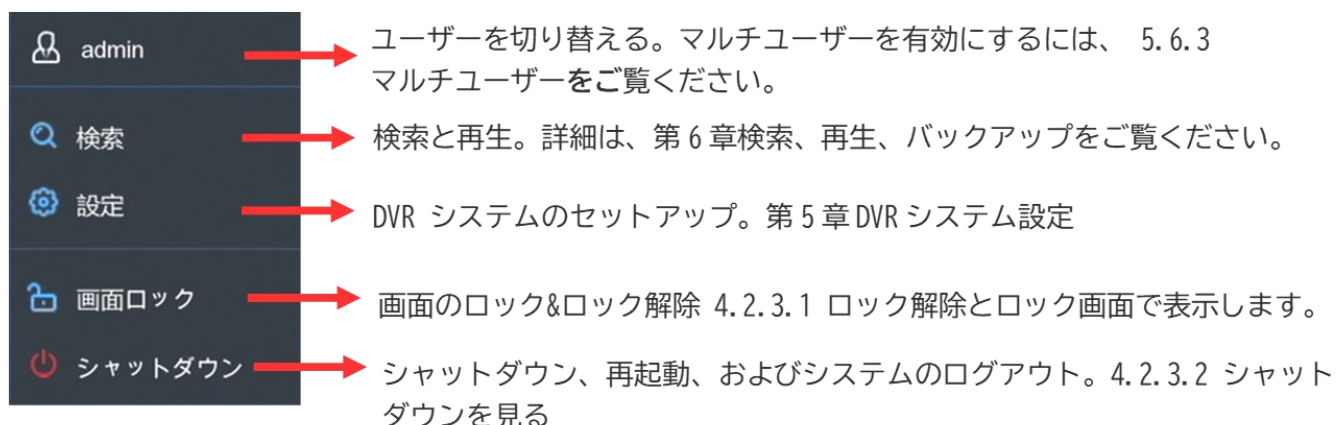 admin
ユーザーを切り替える。マルチユーザーを有効にするには、 5.6.3
マルチユーザーをご覧ください。
検索
検索と再生。詳細は、第6章検索、再生、バックアップをご覧ください。
設定
DVR システムのセットアップ。第5章DVRシステム設定
画面ロック
画面のロック&ロック解除 4.2.3.1 ロック解除とロック画面で表示します。
シャットダウン
シャットダウン、再起動、およびシステムのログアウト。4.2.3.2 シャット
ダウンを見る